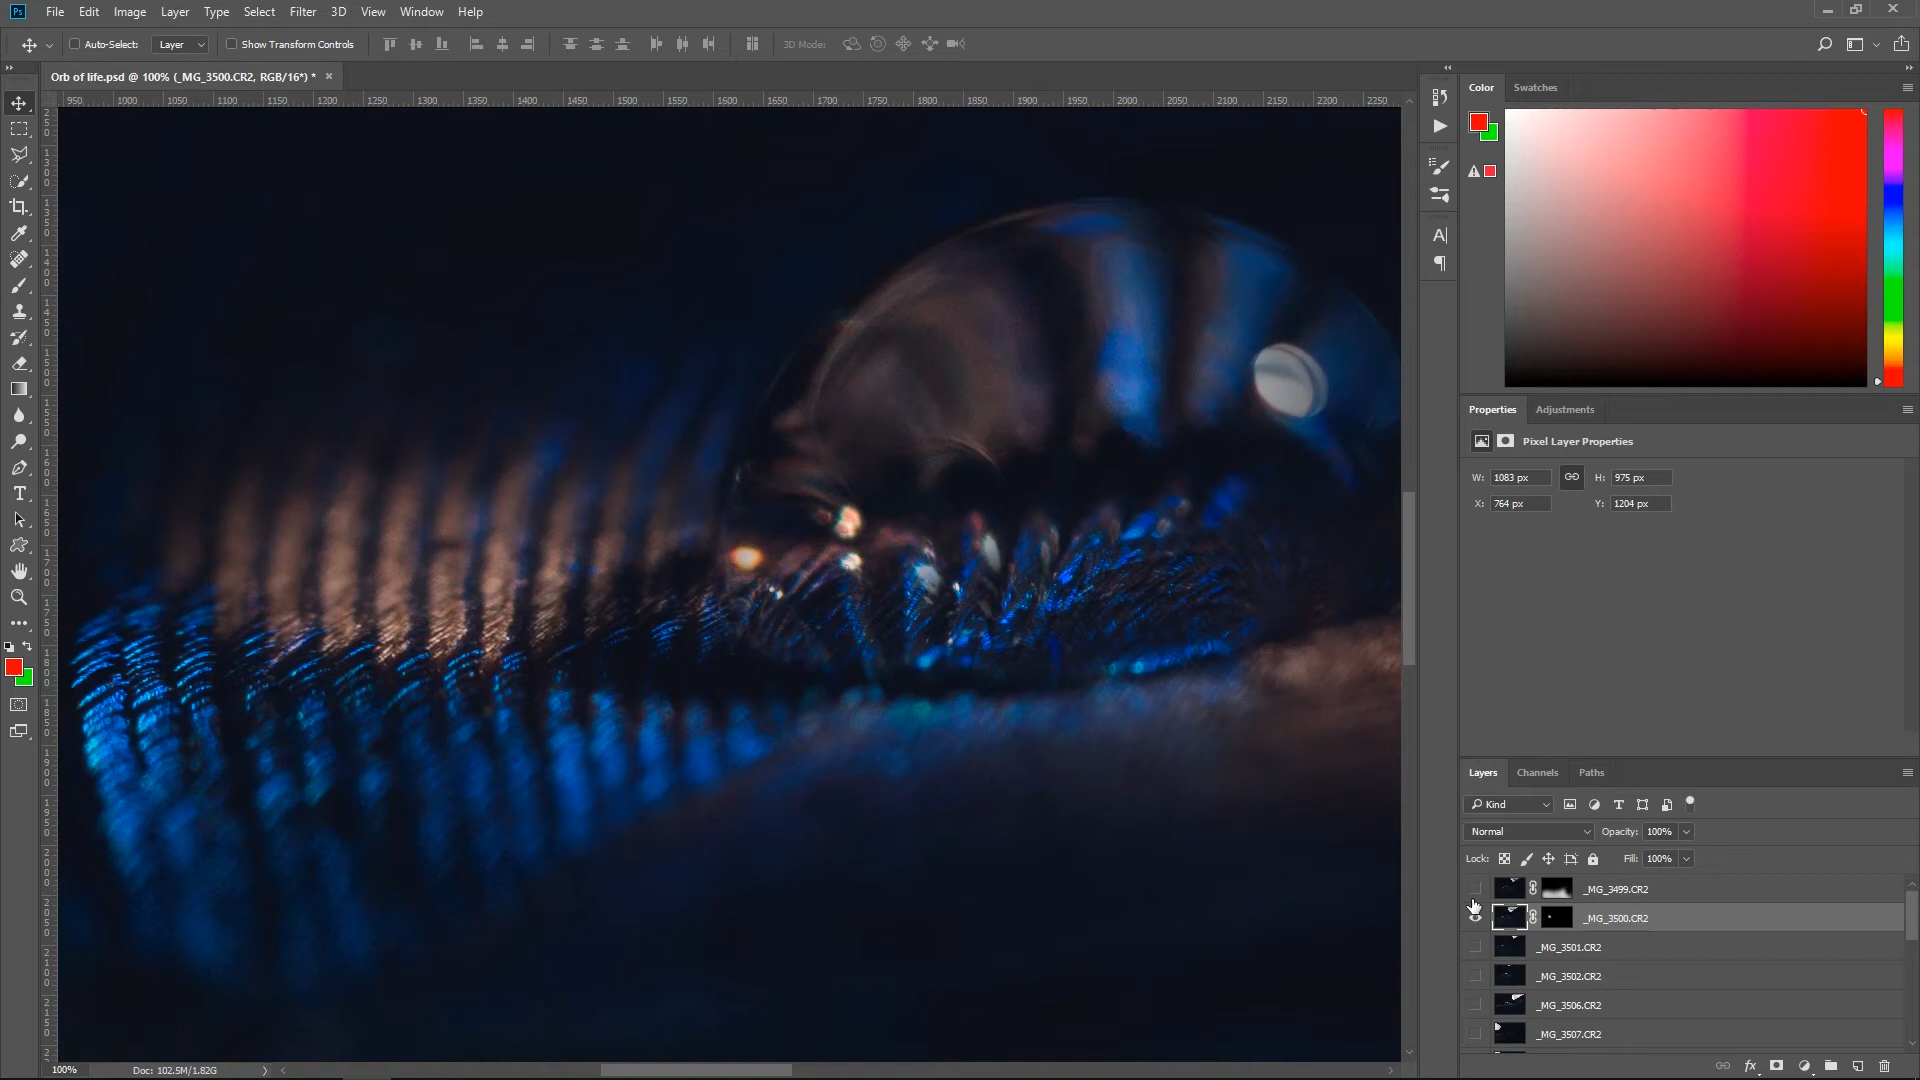 Ps File Edit Image Layer Type Select Filter 3D View Window Help
Auto-Select: Layer Show Transform Controls 3D Mode:
Orb of life.psd @ 100% (_MG_3500.CR2, RGB/16*) * ×
950 1000 1050 1100 1150 1200 1250 1300 1350 1400 1450 1500 1550 1600 1650 1700 1750 1800 1850 1900 1950 2000 2050 2100 2150 2200 2250
Color Swatches
Properties Adjustments
Pixel Layer Properties
W: 1083 px H: 975 px
X: 764 px Y: 1204 px
Layers Channels Paths
Kind
Normal Opacity: 100%
Lock: Fill: 100%
_MG_3499.CR2
_MG_3500.CR2
_MG_3501.CR2
_MG_3502.CR2
_MG_3506.CR2
_MG_3507.CR2
100% Doc: 102.5M/1.82G
fx